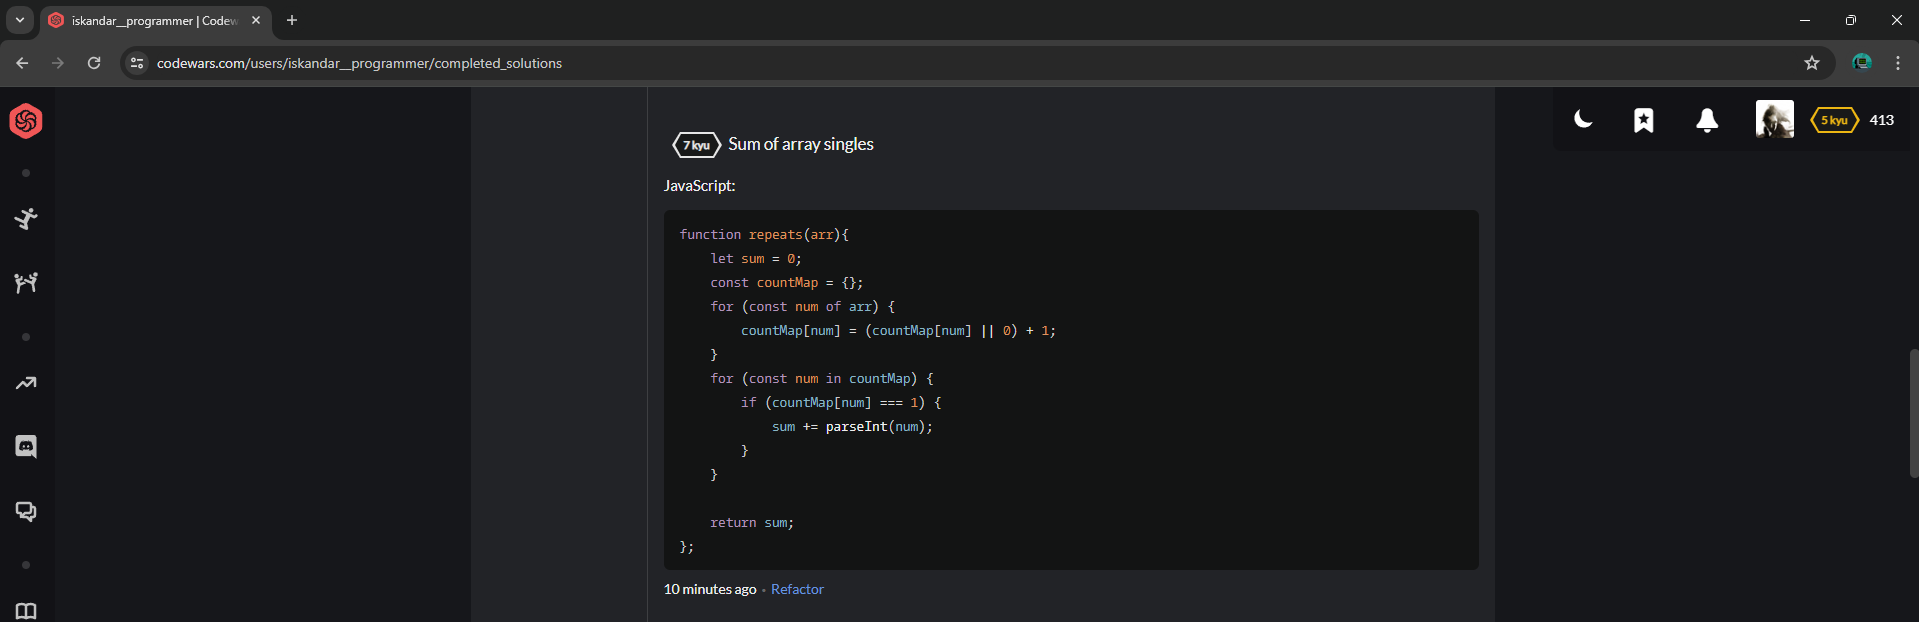 iskandar__programmer | Codew
codewars.com/users/iskandar__programmer/completed_solutions
5 kyu 413
7 kyu Sum of array singles
JavaScript:
function repeats(arr){
    let sum = 0;
    const countMap = {};
    for (const num of arr) {
        countMap[num] = (countMap[num] || 0) + 1;
    }
    for (const num in countMap) {
        if (countMap[num] === 1) {
            sum += parseInt(num);
        }
    }
    return sum;
};
10 minutes ago · Refactor